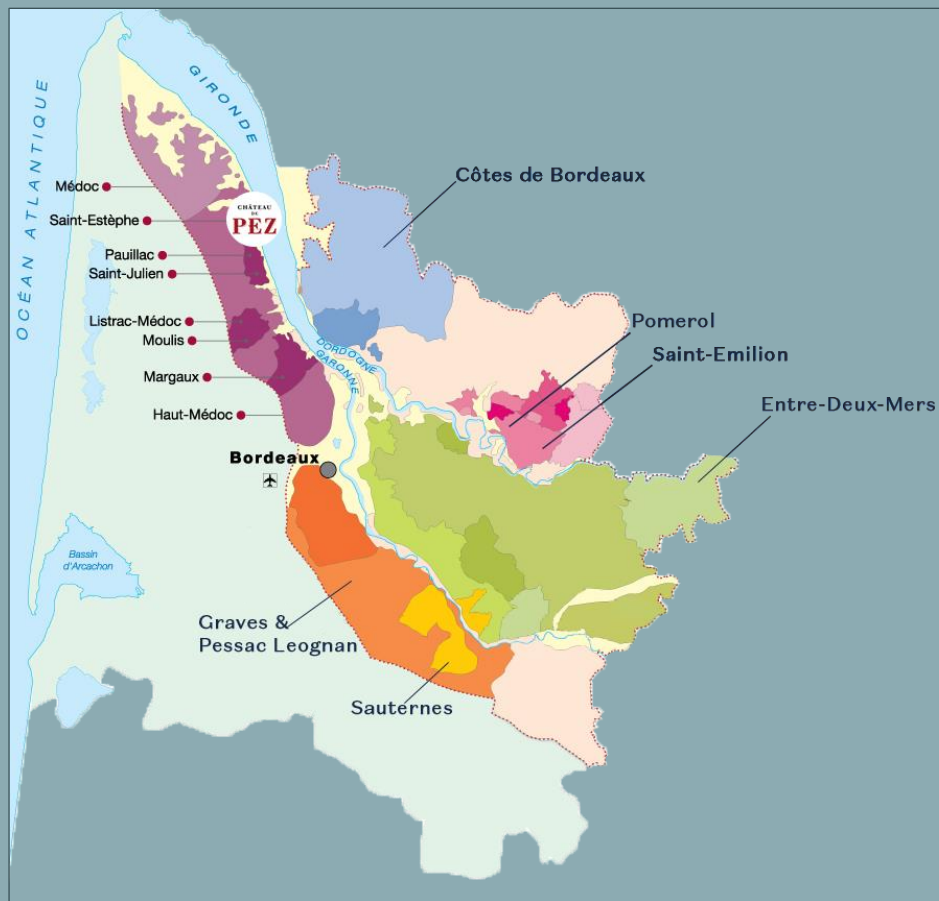 OCÉAN ATLANTIQUE
GIRONDE
Médoc
Saint-Estèphe
CHÂTEAU
DE
PEZ
Pauillac
Saint-Julien
Listrac-Médoc
Moulis
Margaux
Haut-Médoc
Bordeaux
Côtes de Bordeaux
DORDOGNE
GARONNE
Pomerol
Saint-Emilion
Entre-Deux-Mers
Bassin
d'Arcachon
Graves &
Pessac Leognan
Sauternes